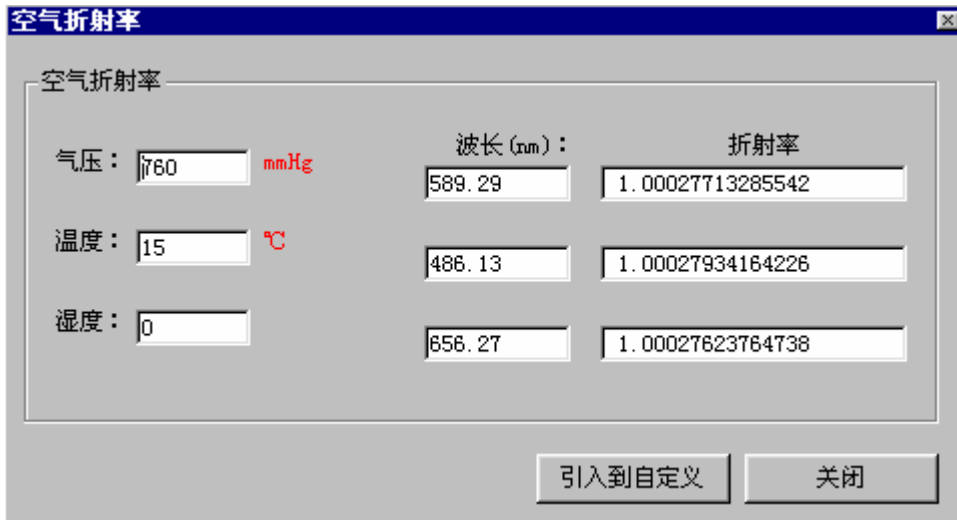 空气折射率
空气折射率
气压： 760 mmHg
波长(nm)： 折射率
589.29 1.00027713285542
温度： 15 ℃
486.13 1.00027934164226
湿度： 0
656.27 1.00027623764738
引入到自定义 关闭